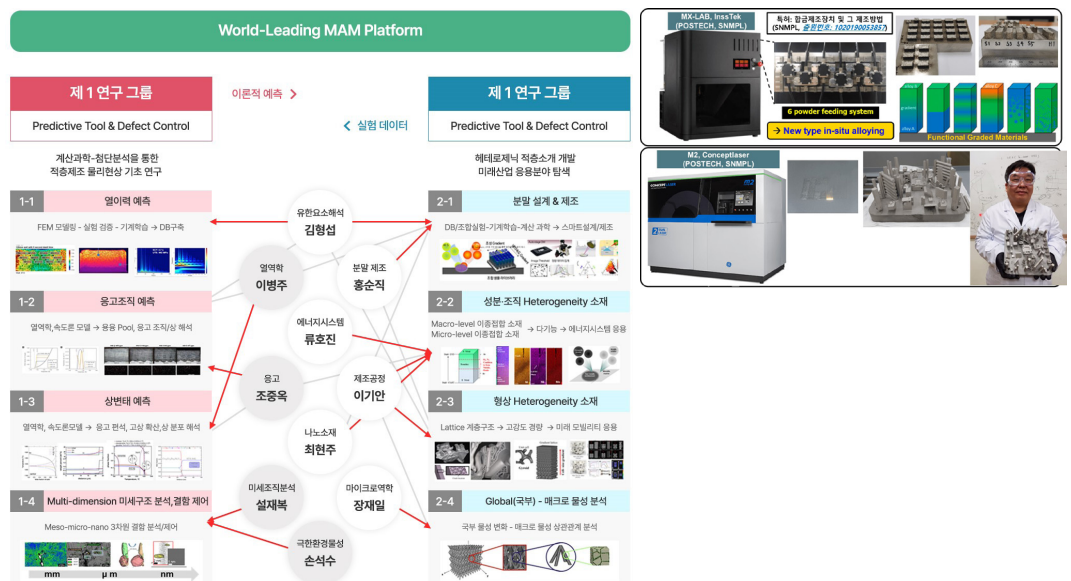 World-Leading MAM Platform
제 1 연구 그룹
Predictive Tool & Defect Control
이론적 예측
실험 데이터
제 1 연구 그룹
Predictive Tool & Defect Control
계산과학-첨단분석을 통한
적층제조 물리현상 기초 연구
헤테로제닉 적층소개 개발
미래산업 응용분야 탐색
1-1 열이력 예측
FEM 모델링 - 실험 검증 - 기계학습 → DB구축
1-2 응고조직 예측
열역학,속도론 모델 → 용융 Pool, 응고 조직/상 해석
1-3 상변태 예측
열역학, 속도론모델 → 응고 편석, 고상 확산,상 분포 해석
1-4 Multi-dimension 미세구조 분석,결함 제어
Meso-micro-nano 3차원 결함 분석/제어
mm μm nm
유한요소해석
김형섭
열역학
이병주
분말 제조
홍순직
에너지시스템
류호진
응고
조중욱
제조공정
이기안
나노소재
최현주
미세조직분석
설재복
마이크로역학
장재일
극한환경물성
손석수
2-1 분말 설계 & 제조
DB/조합실험-기계학습-계산 과학 → 스마트설계/제조
2-2 성분·조직 Heterogeneity 소재
Macro-level 이종접합 소재
Micro-level 이종접합 소재
→ 다기능 → 에너지시스템 응용
2-3 형상 Heterogeneity 소재
Lattice 계층구조 → 고강도 경량 → 미래 모빌리티 응용
2-4 Global(국부) - 매크로 물성 분석
국부 물성 변화 - 매크로 물성 상관관계 분석
MX-LAB, InssTek
(POSTECH, SNMPL)
특허: 합금제조장치 및 그 제조방법
(SNMPL, 출원번호: 1020190053857)
6 powder feeding system
→ New type in-situ alloying
Functional Graded Materials
M2, Conceptlaser
(POSTECH, SNMPL)